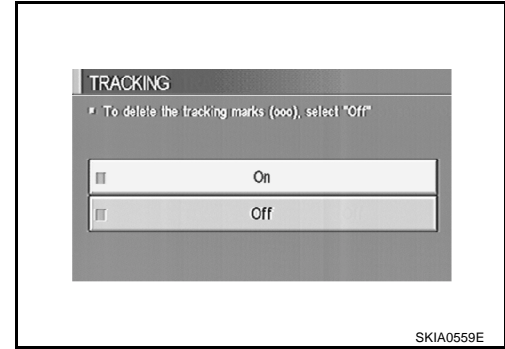 TRACKING
To delete the tracking marks (ooo), select "Off"
On
Off
SKIA0559E